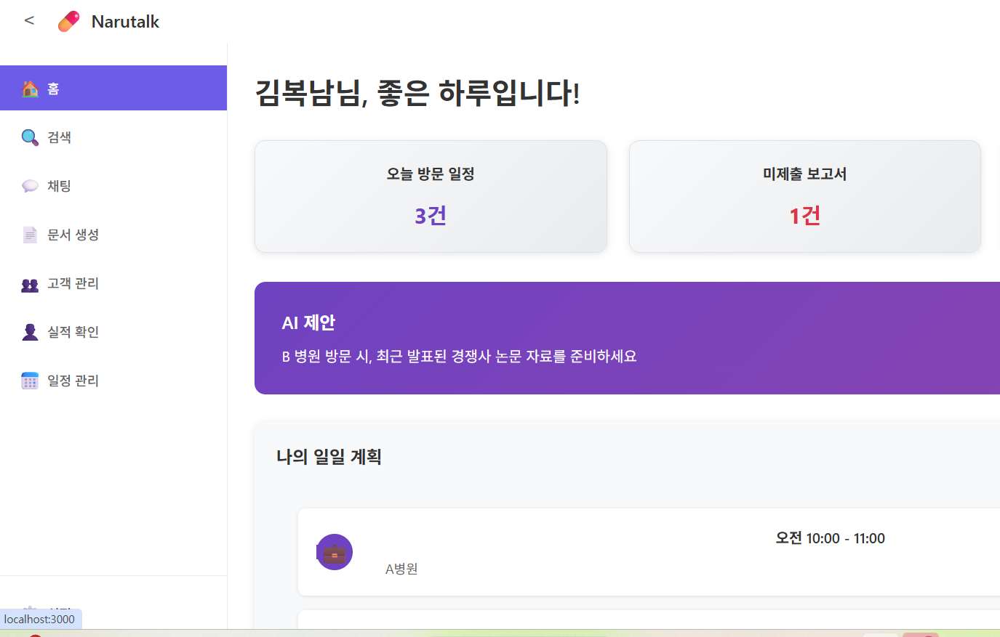 < Narutalk
홈
검색
채팅
문서 생성
고객 관리
실적 확인
일정 관리
김복남님, 좋은 하루입니다!
오늘 방문 일정
3건
미제출 보고서
1건
AI 제안
B 병원 방문 시, 최근 발표된 경쟁사 논문 자료를 준비하세요
나의 일일 계획
오전 10:00 - 11:00
A병원
localhost:3000